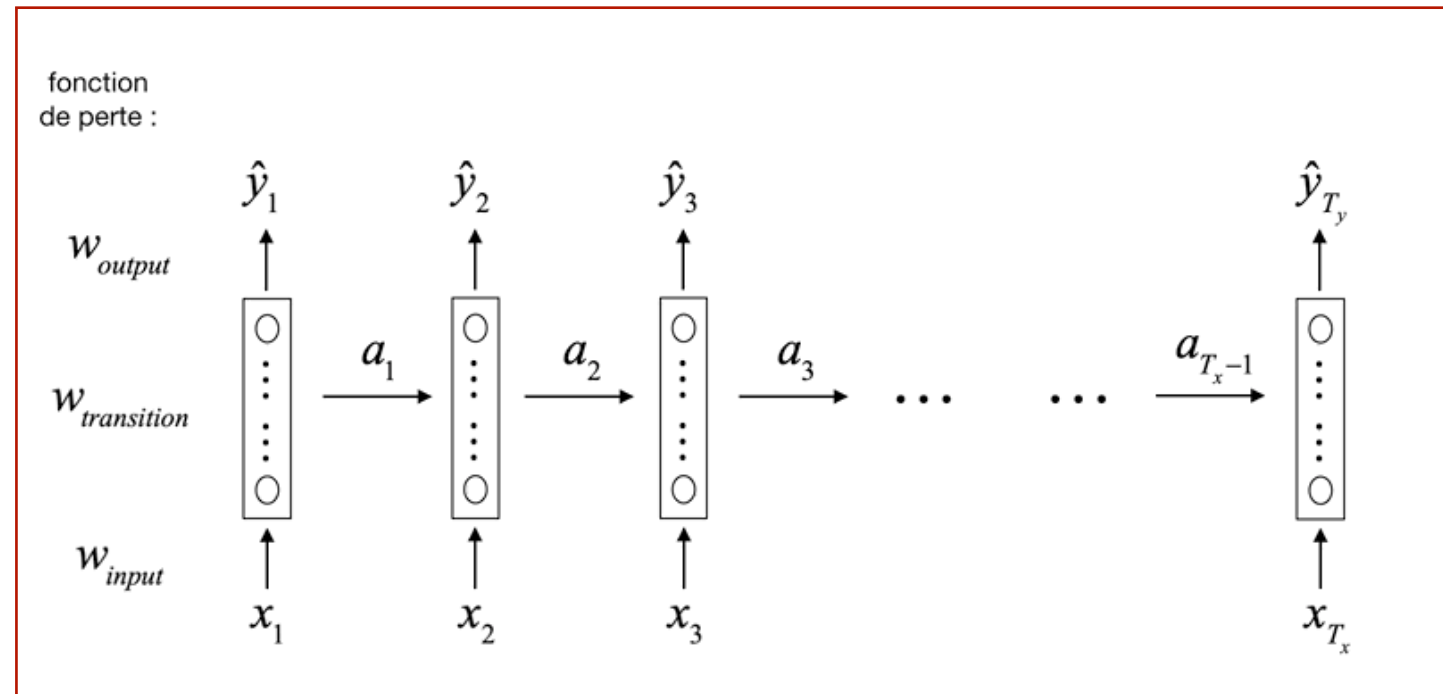 fonction
de perte :
ŷ₁ ŷ₂ ŷ₃ ŷ_{T_y}
w_{output}
a₁ a₂ a₃ a_{T_x−1}
w_{transition}
w_{input}
x₁ x₂ x₃ x_{T_x}